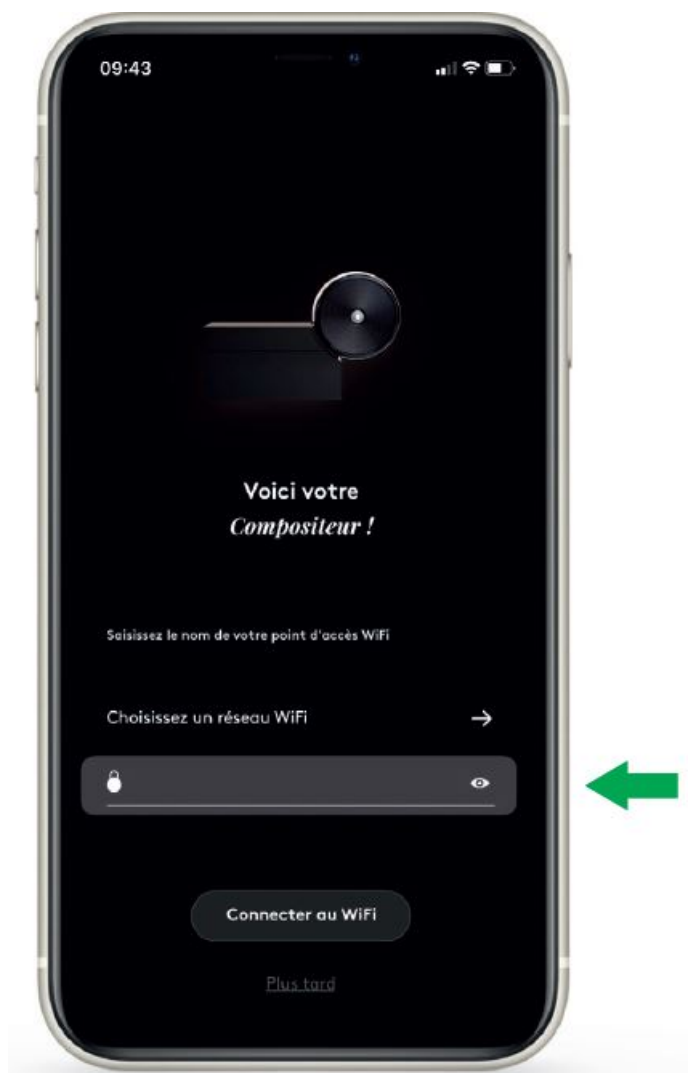 09:43
Voici votre
Compositeur !
Saisissez le nom de votre point d'accès WiFi
Choisissez un réseau WiFi
Connecter au WiFi
Plus tard